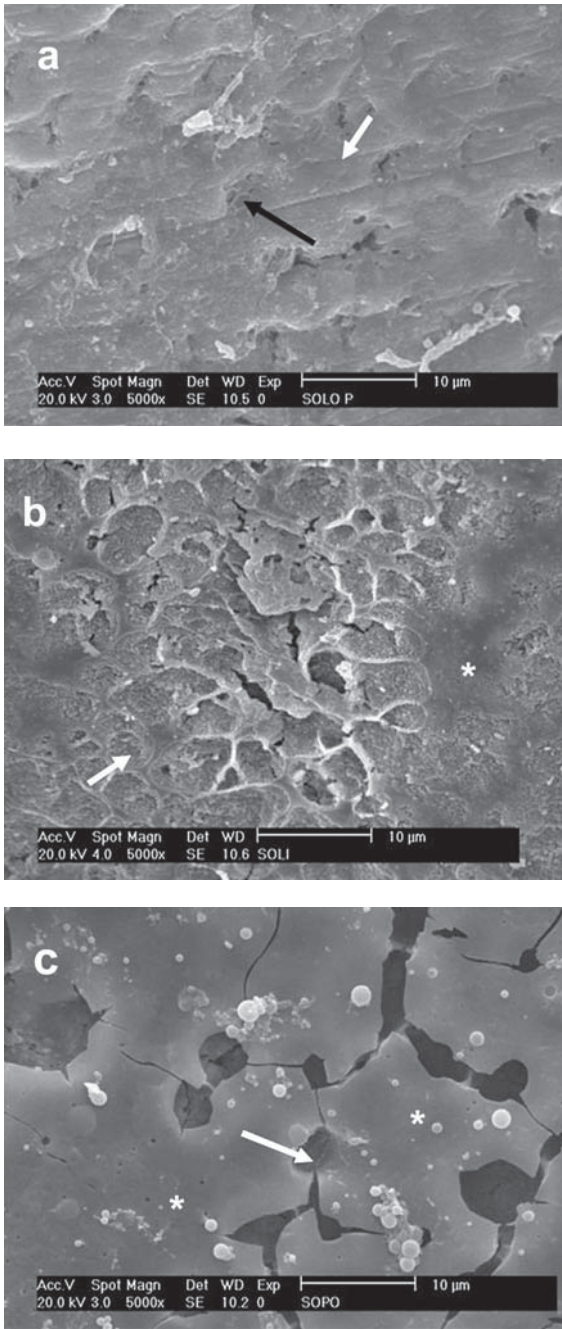 a
Acc.V Spot Magn Det WD Exp 10 µm
20.0 kV 3.0 5000x SE 10.5 0 SOLO P
b
Acc.V Spot Magn Det WD 10 µm
20.0 kV 4.0 5000x SE 10.6 SOLI
*
c
Acc.V Spot Magn Det WD Exp 10 µm
20.0 kV 3.0 5000x SE 10.2 0 SOPO
*
*